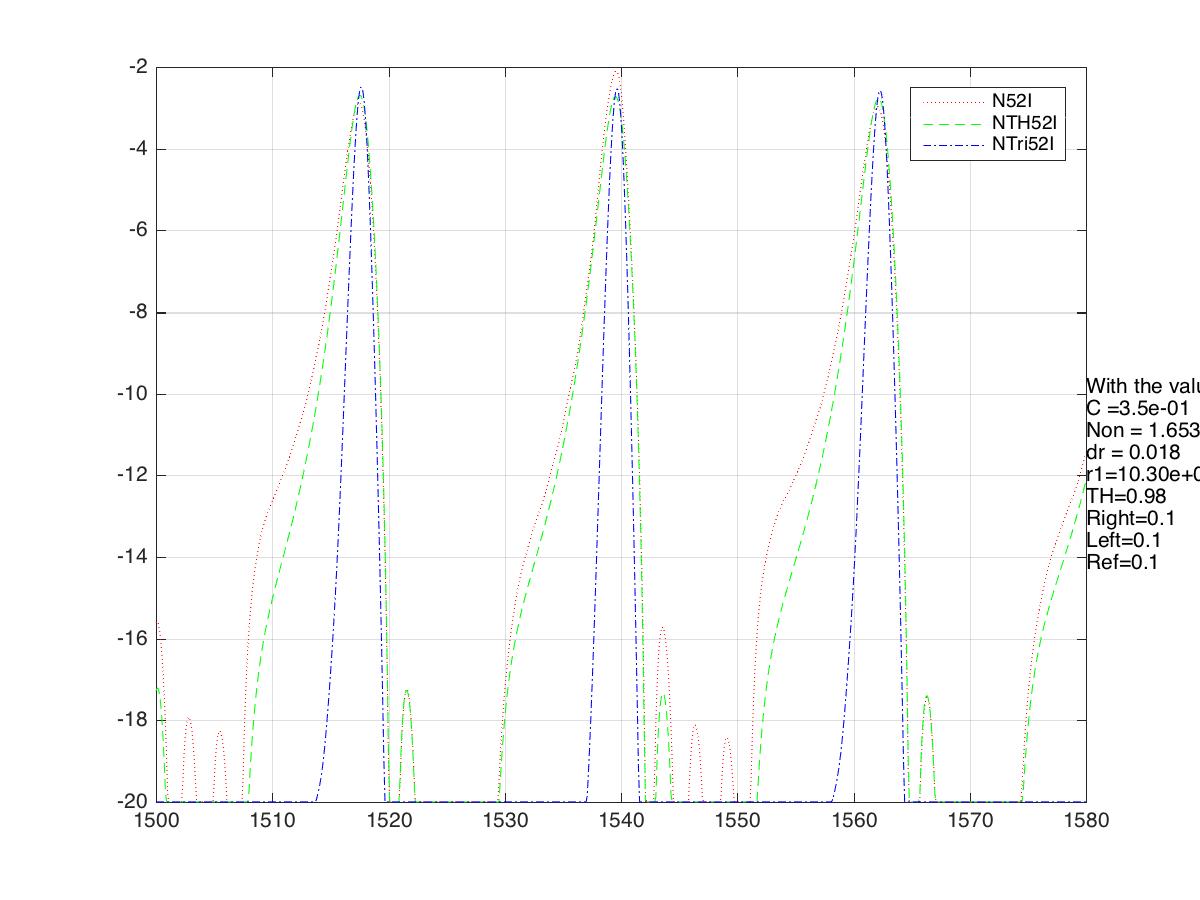 -2
-4
-6
-8
-10
-12
-14
-16
-18
-20
1500 1510 1520 1530 1540 1550 1560 1570 1580
N52I
NTH52I
NTri52I
With the valu
C =3.5e-01
Non = 1.653
dr = 0.018
r1=10.30e+0
TH=0.98
Right=0.1
Left=0.1
Ref=0.1